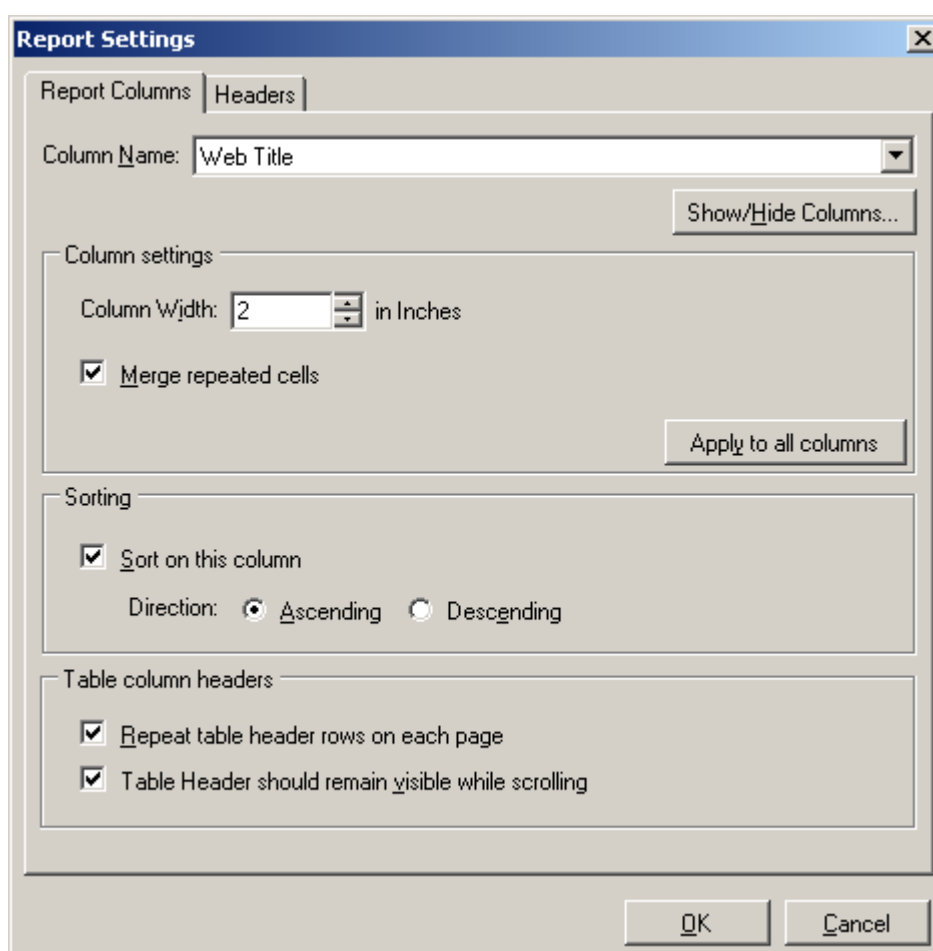 Report Settings
Report Columns Headers
Column Name: Web Title
Show/Hide Columns...
Column settings
Column Width: 2 in Inches
Merge repeated cells
Apply to all columns
Sorting
Sort on this column
Direction: Ascending Descending
Table column headers
Repeat table header rows on each page
Table Header should remain visible while scrolling
OK Cancel